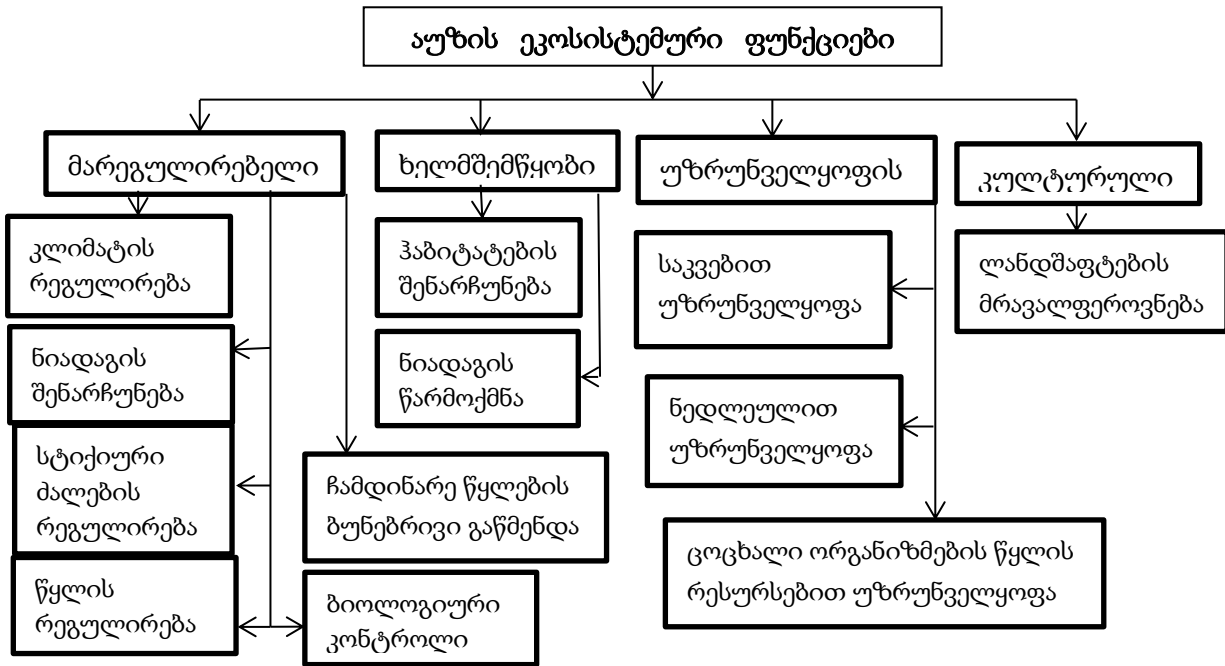 აუზის ეკოსისტემური ფუნქციები
მარეგულირებელი
ხელმშემწყობი
უზრუნველყოფის
კულტურული
კლიმატის
რეგულირება
ჰაბიტატების
შენარჩუნება
საკვებით
უზრუნველყოფა
ლანდშაფტების
მრავალფეროვნება
ნიადაგის
შენარჩუნება
ნიადაგის
წარმოქმნა
ნედლეულით
უზრუნველყოფა
სტიქიური
ძალების
რეგულირება
ჩამდინარე წყლების
ბუნებრივი გაწმენდა
ცოცხალი ორგანიზმების წყლის
რესურსებით უზრუნველყოფა
წყლის
რეგულირება
ბიოლოგიური
კონტროლი